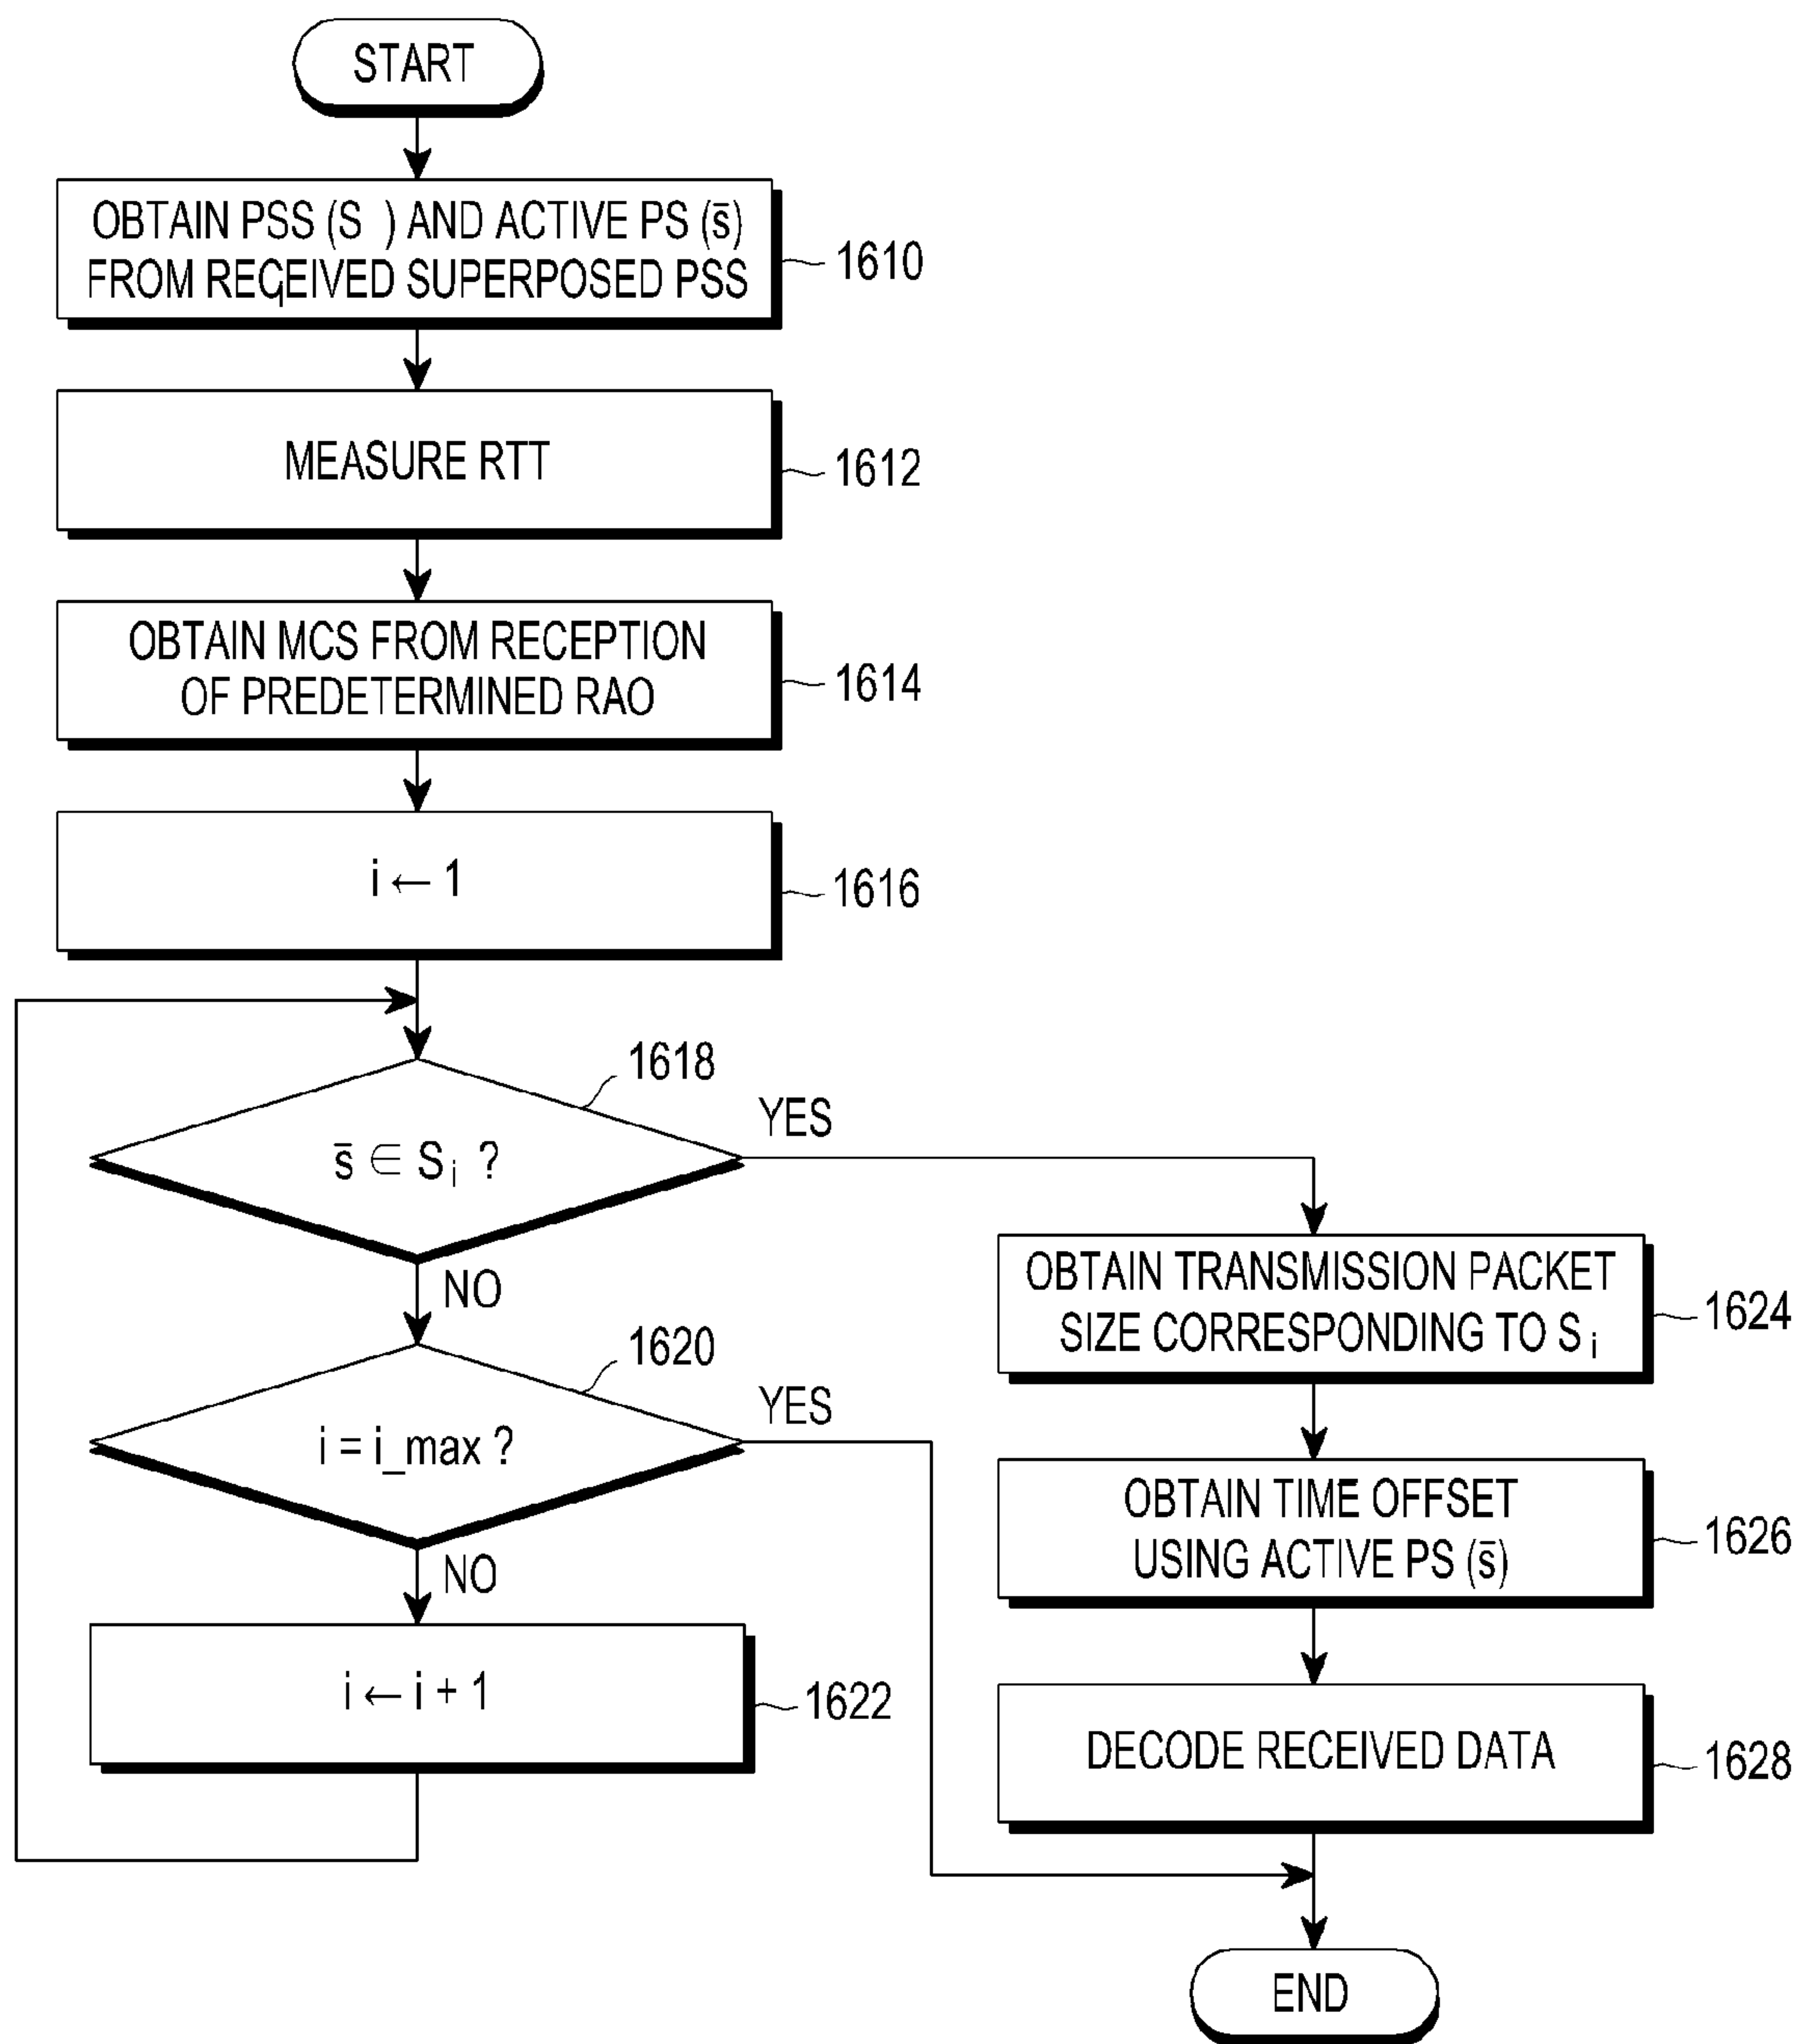 START
OBTAIN PSS (S ) AND ACTIVE PS (s̄)
FROM RECEIVED SUPERPOSED PSS
i
1610
MEASURE RTT
1612
OBTAIN MCS FROM RECEPTION
OF PREDETERMINED RAO
1614
i ← 1
1616
1618
s̄ ∈ S i ?
YES
NO
1620
i = i_max ?
YES
NO
i ← i + 1
1622
OBTAIN TRANSMISSION PACKET
SIZE CORRESPONDING TO S i
1624
OBTAIN TIME OFFSET
USING ACTIVE PS (s̄)
1626
DECODE RECEIVED DATA
1628
END